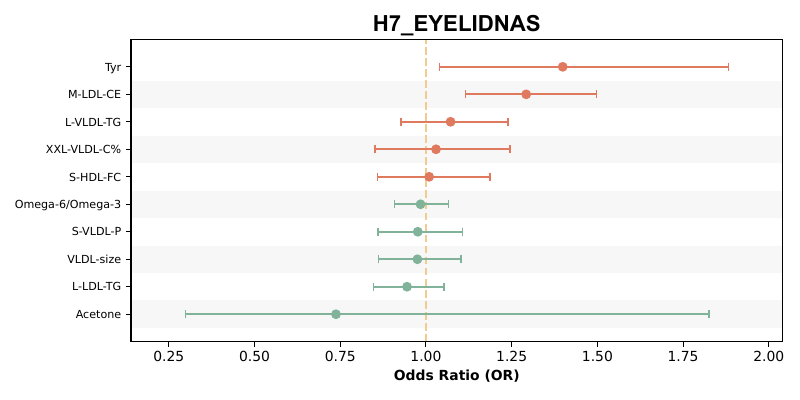 H7_EYELIDNAS
Tyr
M-LDL-CE
L-VLDL-TG
XXL-VLDL-C%
S-HDL-FC
Omega-6/Omega-3
S-VLDL-P
VLDL-size
L-LDL-TG
Acetone
0.25 0.50 0.75 1.00 1.25 1.50 1.75 2.00
Odds Ratio (OR)